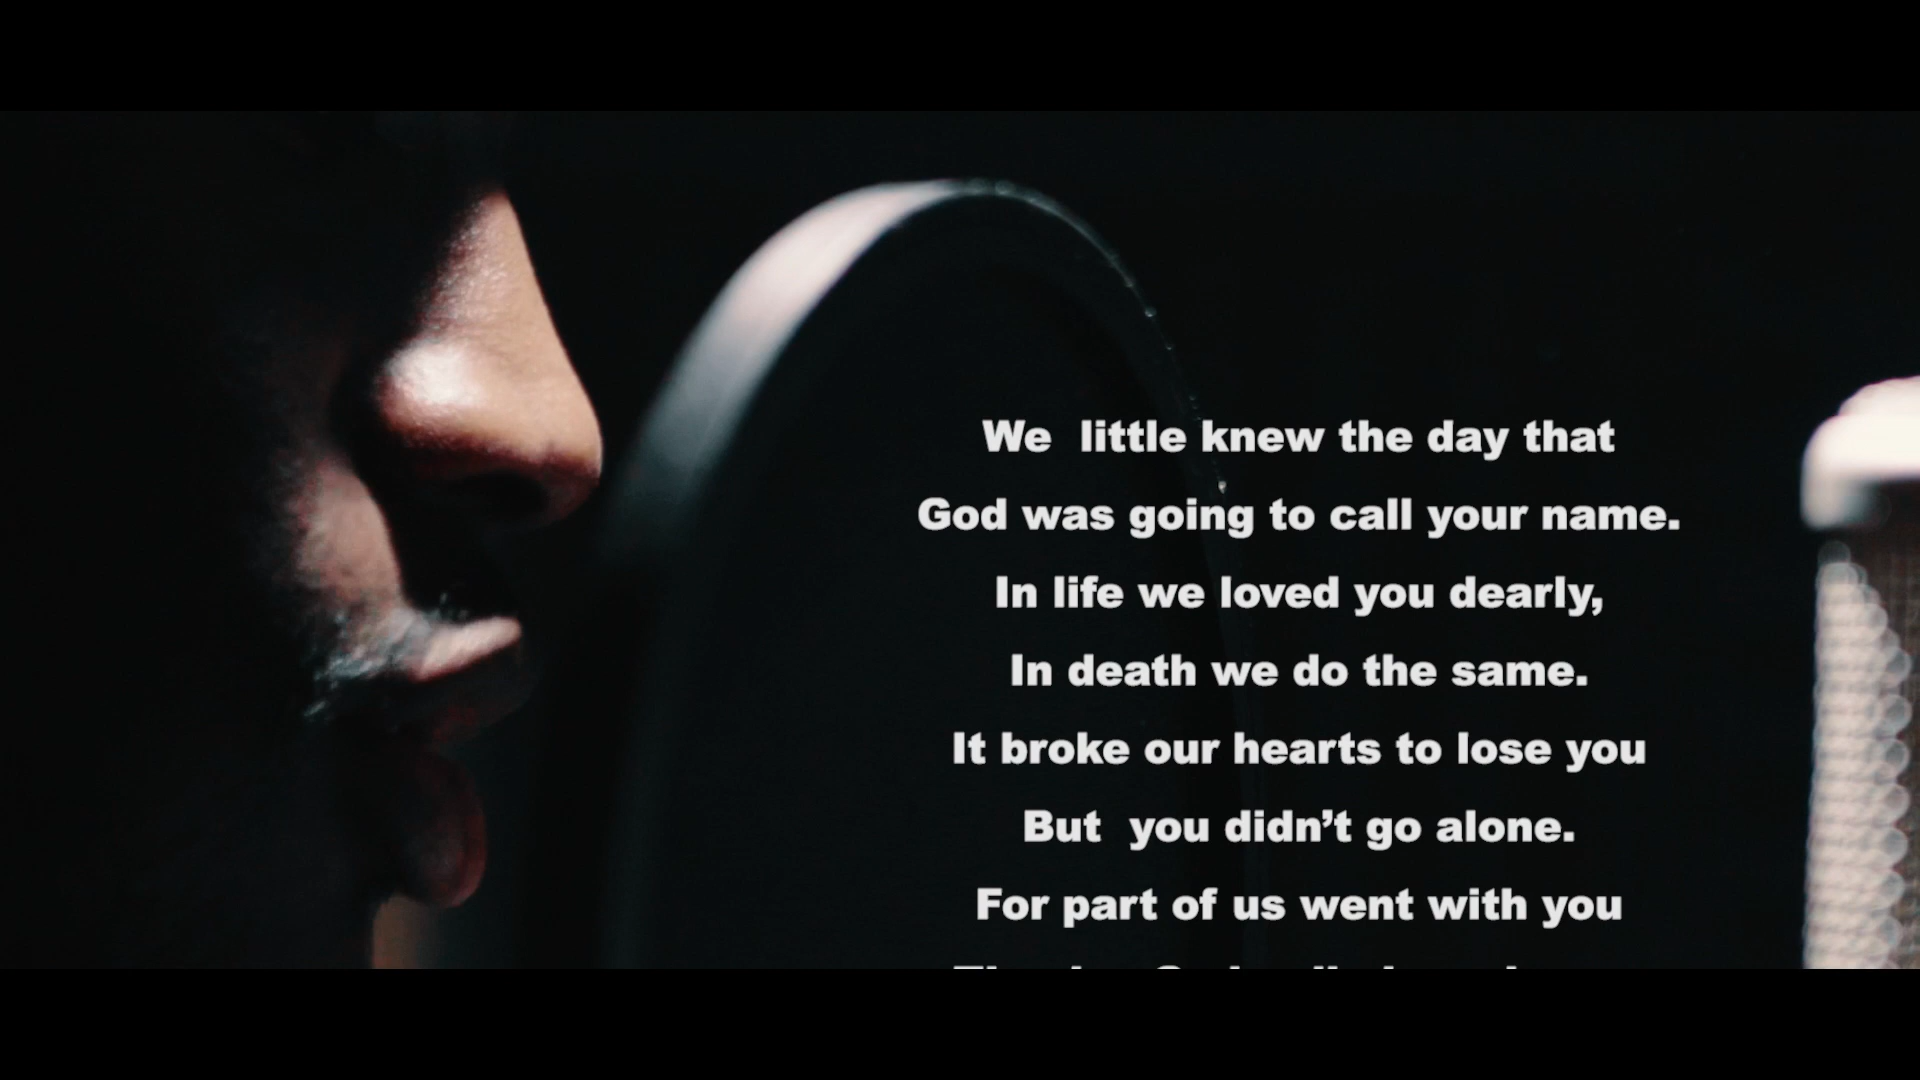 We  little knew the day that
God was going to call your name.
In life we loved you dearly,
In death we do the same.
It broke our hearts to lose you
But  you didn’t go alone.
For part of us went with you